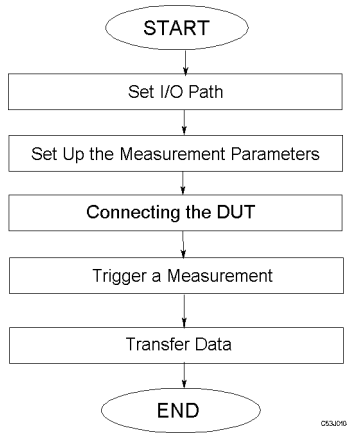 START
Set I/O Path
Set Up the Measurement Parameters
Connecting the DUT
Trigger a Measurement
Transfer Data
END
C53J010